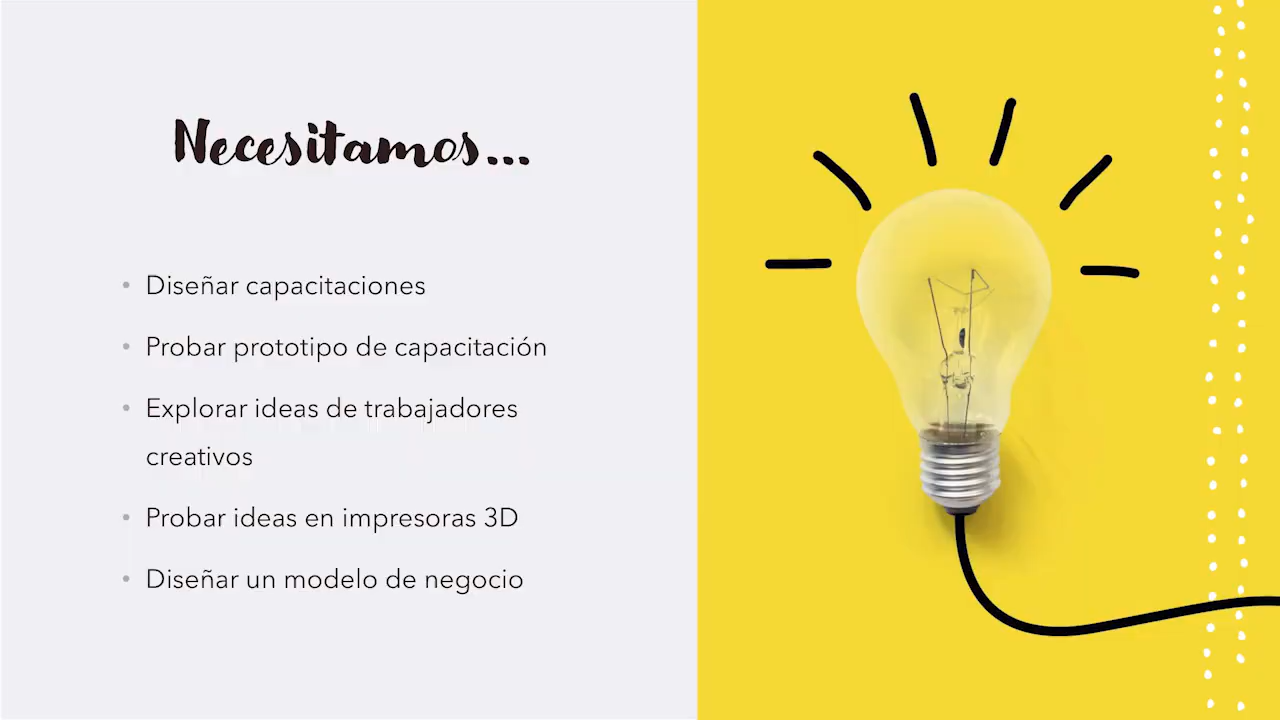 Necesitamos...
• Diseñar capacitaciones
• Probar prototipo de capacitación
• Explorar ideas de trabajadores
creativos
• Probar ideas en impresoras 3D
• Diseñar un modelo de negocio